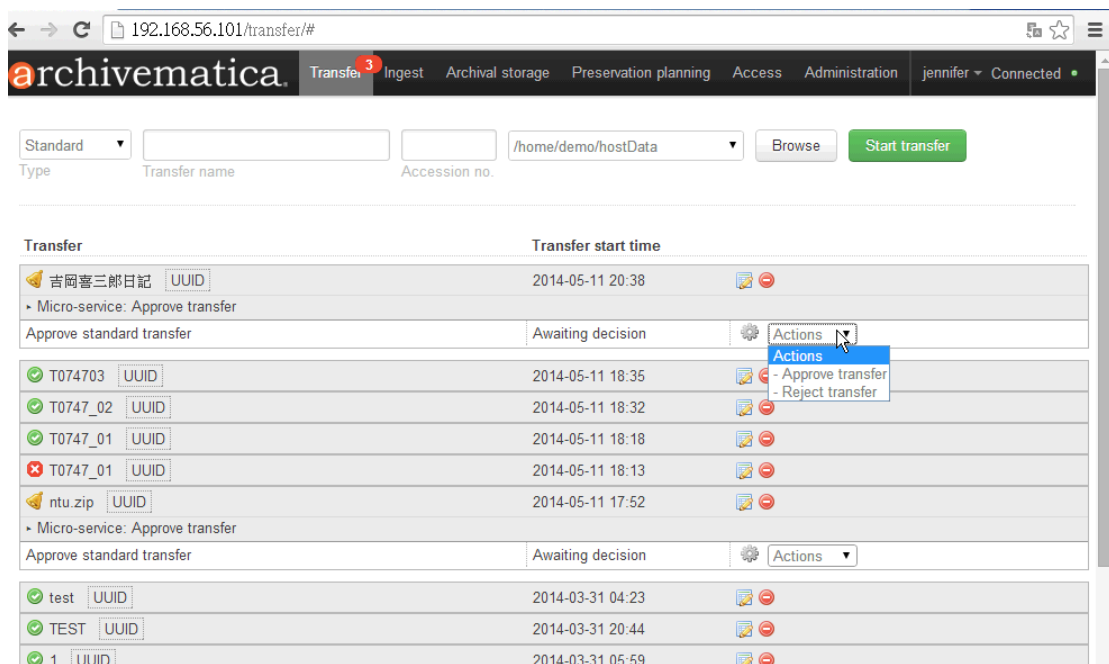 192.168.56.101/transfer/#
archivematica. Transfer 3 Ingest Archival storage Preservation planning Access Administration jennifer Connected
Standard /home/demo/hostData Browse Start transfer
Type Transfer name Accession no.
Transfer Transfer start time
吉岡喜三郎日記 UUID 2014-05-11 20:38
Micro-service: Approve transfer
Approve standard transfer Awaiting decision Actions
Actions
T074703 UUID 2014-05-11 18:35 - Approve transfer
- Reject transfer
T0747_02 UUID 2014-05-11 18:32
T0747_01 UUID 2014-05-11 18:18
T0747_01 UUID 2014-05-11 18:13
ntu.zip UUID 2014-05-11 17:52
Micro-service: Approve transfer
Approve standard transfer Awaiting decision Actions
test UUID 2014-03-31 04:23
TEST UUID 2014-03-31 20:44
1 UUID 2014-03-31 05:59